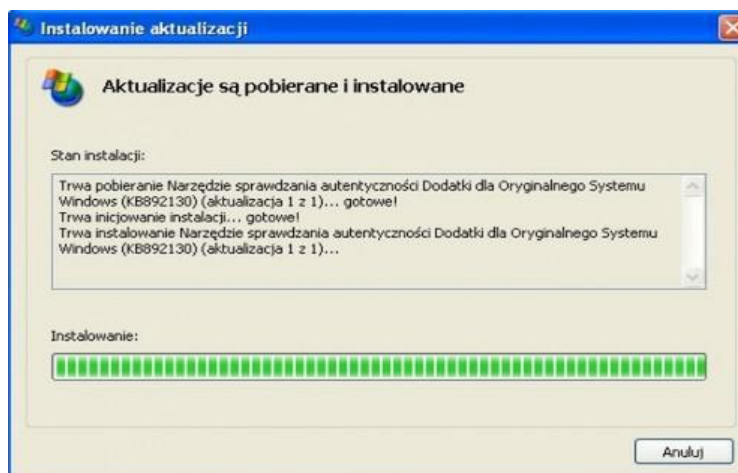 Instalowanie aktualizacji
Aktualizacje są pobierane i instalowane
Stan instalacji:
Trwa pobieranie Narzędzie sprawdzania autentyczności Dodatki dla Oryginalnego Systemu
Windows (KB892130) (aktualizacja 1 z 1)... gotowe!
Trwa inicjowanie instalacji... gotowe!
Trwa instalowanie Narzędzie sprawdzania autentyczności Dodatki dla Oryginalnego Systemu
Windows (KB892130) (aktualizacja 1 z 1)...
Instalowanie:
Anuluj